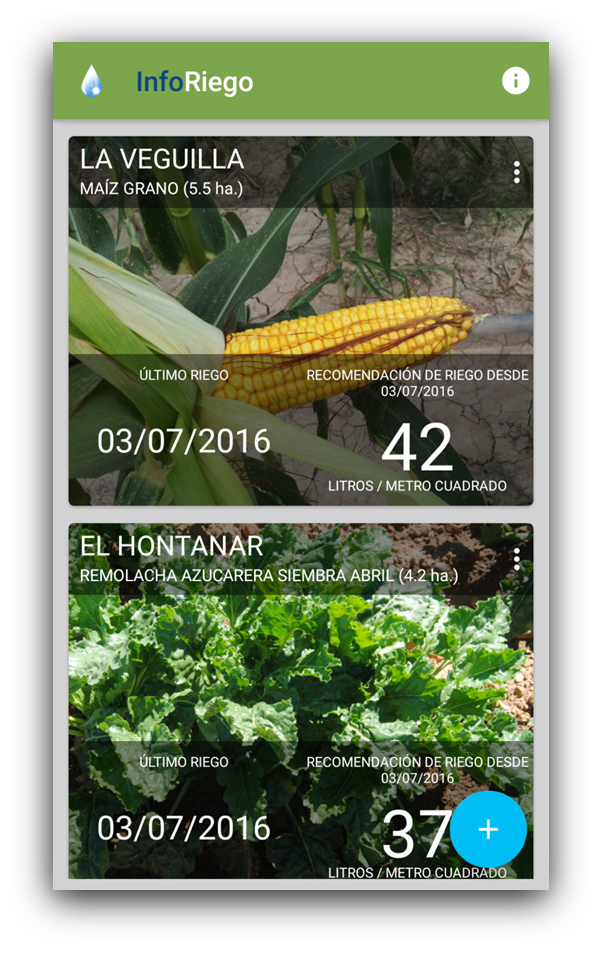 InfoRiego
LA VEGUILLA
MAÍZ GRANO (5.5 ha.)
ÚLTIMO RIEGO
RECOMENDACIÓN DE RIEGO DESDE
03/07/2016
03/07/2016
42
LITROS / METRO CUADRADO
EL HONTANAR
REMOLACHA AZUCARERA SIEMBRA ABRIL (4.2 ha.)
ÚLTIMO RIEGO
RECOMENDACIÓN DE RIEGO DESDE
03/07/2016
03/07/2016
37
LITROS / METRO CUADRADO